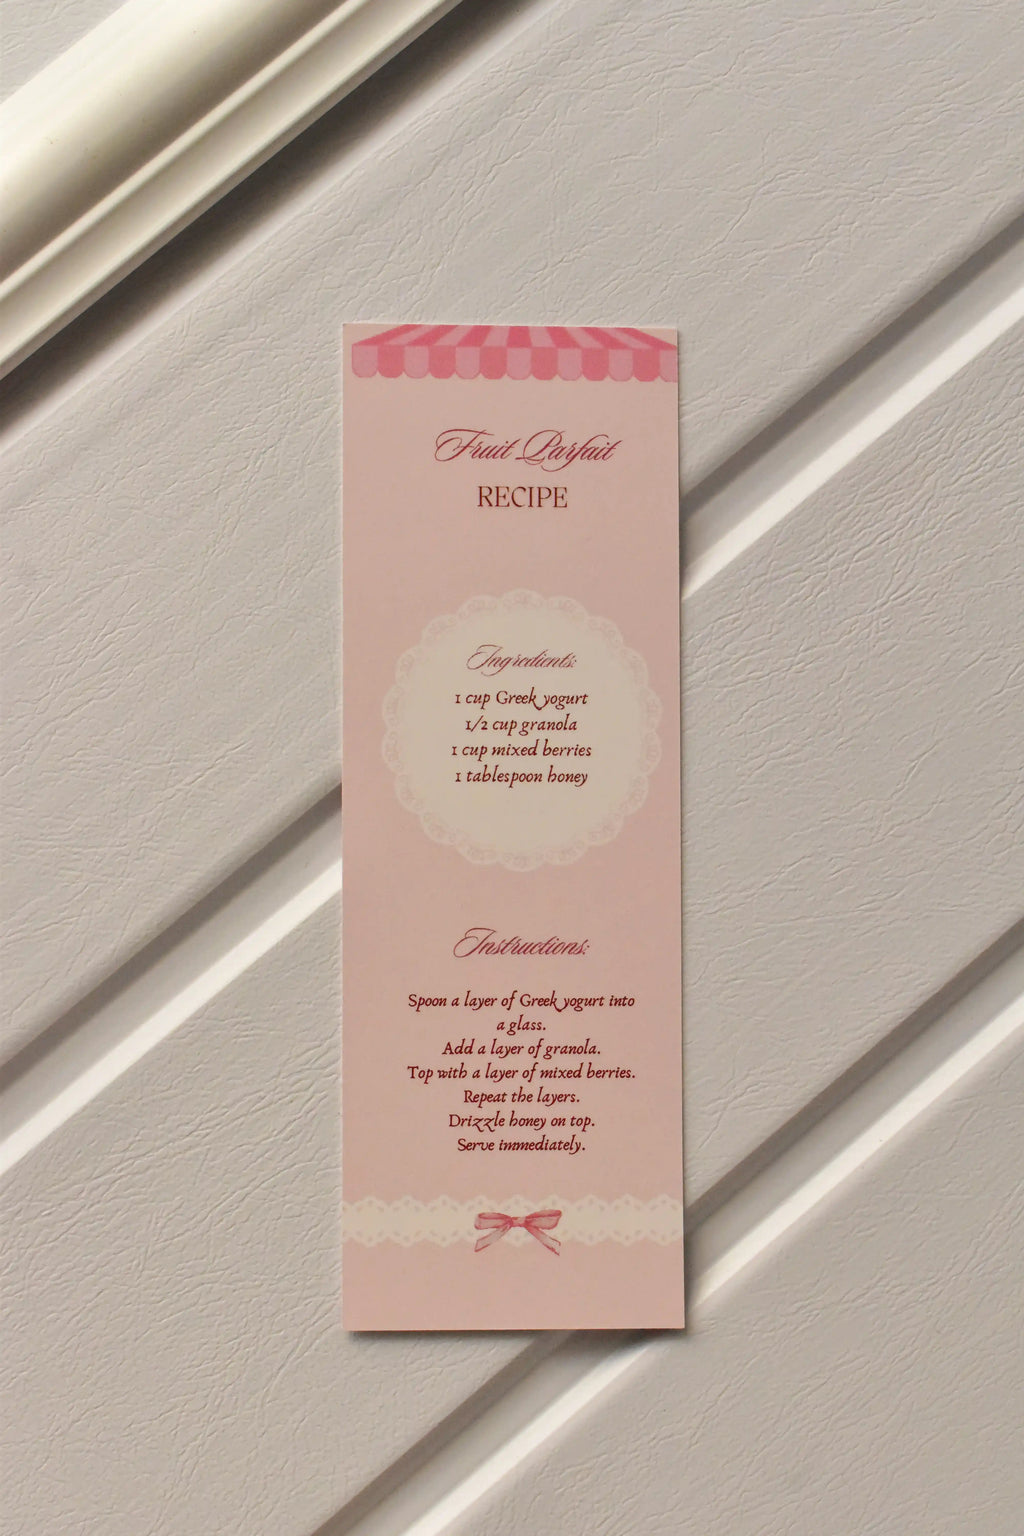 Fruit Parfait
RECIPE
Ingredients:
1 cup Greek yogurt
1/2 cup granola
1 cup mixed berries
1 tablespoon honey
Instructions:
Spoon a layer of Greek yogurt into
a glass.
Add a layer of granola.
Top with a layer of mixed berries.
Repeat the layers.
Drizzle honey on top.
Serve immediately.